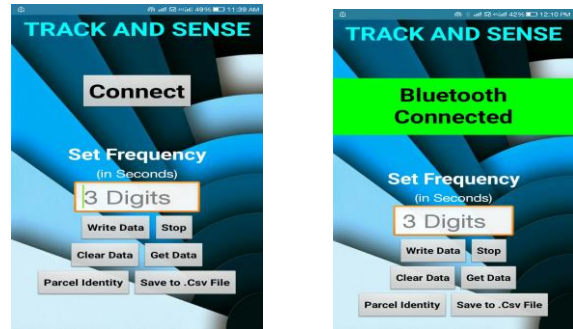 49% 11:39 AM
TRACK AND SENSE
Connect
Set Frequency
(in Seconds)
3 Digits
Write Data Stop
Clear Data Get Data
Parcel Identity Save to .Csv File
42% 12:10 PM
TRACK AND SENSE
Bluetooth
Connected
Set Frequency
(in Seconds)
3 Digits
Write Data Stop
Clear Data Get Data
Parcel Identity Save to .Csv File